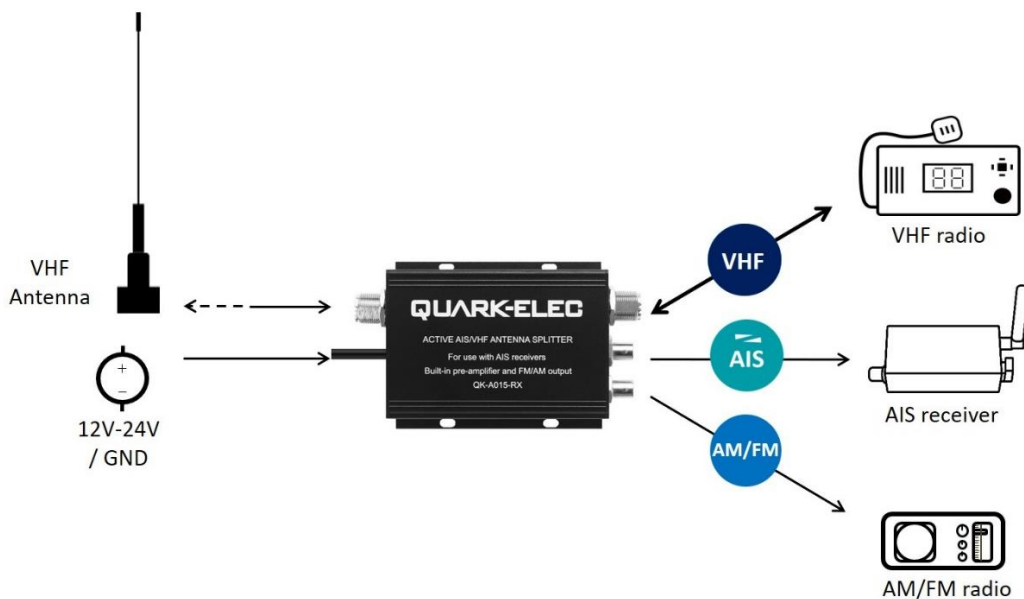 VHF
Antenna
+
−
12V-24V
/ GND
QUARK-ELEC
ACTIVE AIS/VHF ANTENNA SPLITTER
For use with AIS receivers
Built-in pre-amplifier and FM/AM output
QK-A015-RX
VHF
AIS
AM/FM
88
VHF radio
AIS receiver
AM/FM radio